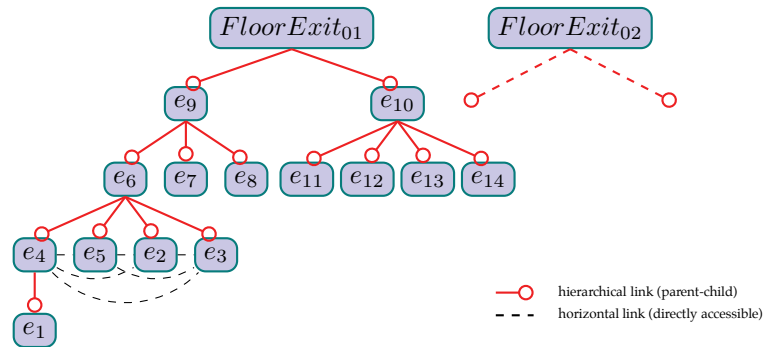 FloorExit₀₁ FloorExit₀₂
e₉ e₁₀
e₆ e₇ e₈ e₁₁ e₁₂ e₁₃ e₁₄
e₄ e₅ e₂ e₃
hierarchical link (parent-child)
horizontal link (directly accessible)
e₁